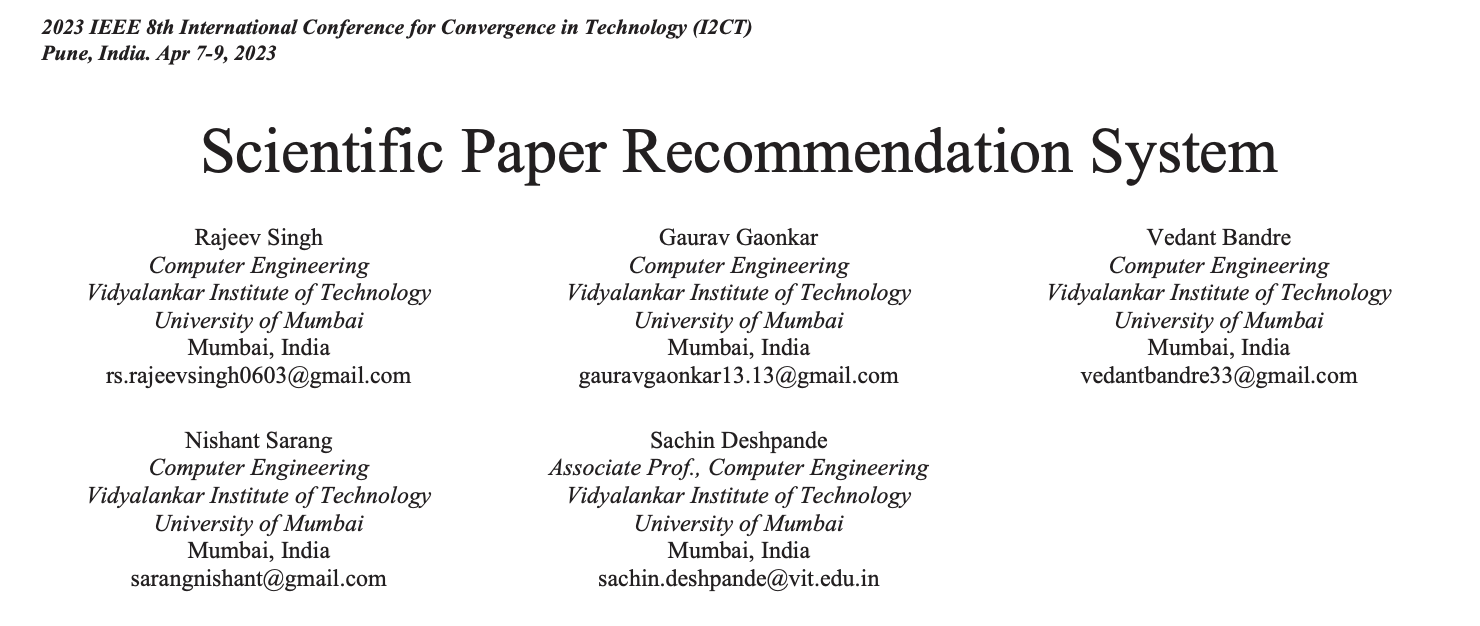 2023 IEEE 8th International Conference for Convergence in Technology (I2CT)
Pune, India. Apr 7-9, 2023
Scientific Paper Recommendation System
Rajeev Singh
Computer Engineering
Vidyalankar Institute of Technology
University of Mumbai
Mumbai, India
rs.rajeevsingh0603@gmail.com
Gaurav Gaonkar
Computer Engineering
Vidyalankar Institute of Technology
University of Mumbai
Mumbai, India
gauravgaonkar13.13@gmail.com
Vedant Bandre
Computer Engineering
Vidyalankar Institute of Technology
University of Mumbai
Mumbai, India
vedantbandre33@gmail.com
Nishant Sarang
Computer Engineering
Vidyalankar Institute of Technology
University of Mumbai
Mumbai, India
sarangnishant@gmail.com
Sachin Deshpande
Associate Prof., Computer Engineering
Vidyalankar Institute of Technology
University of Mumbai
Mumbai, India
sachin.deshpande@vit.edu.in